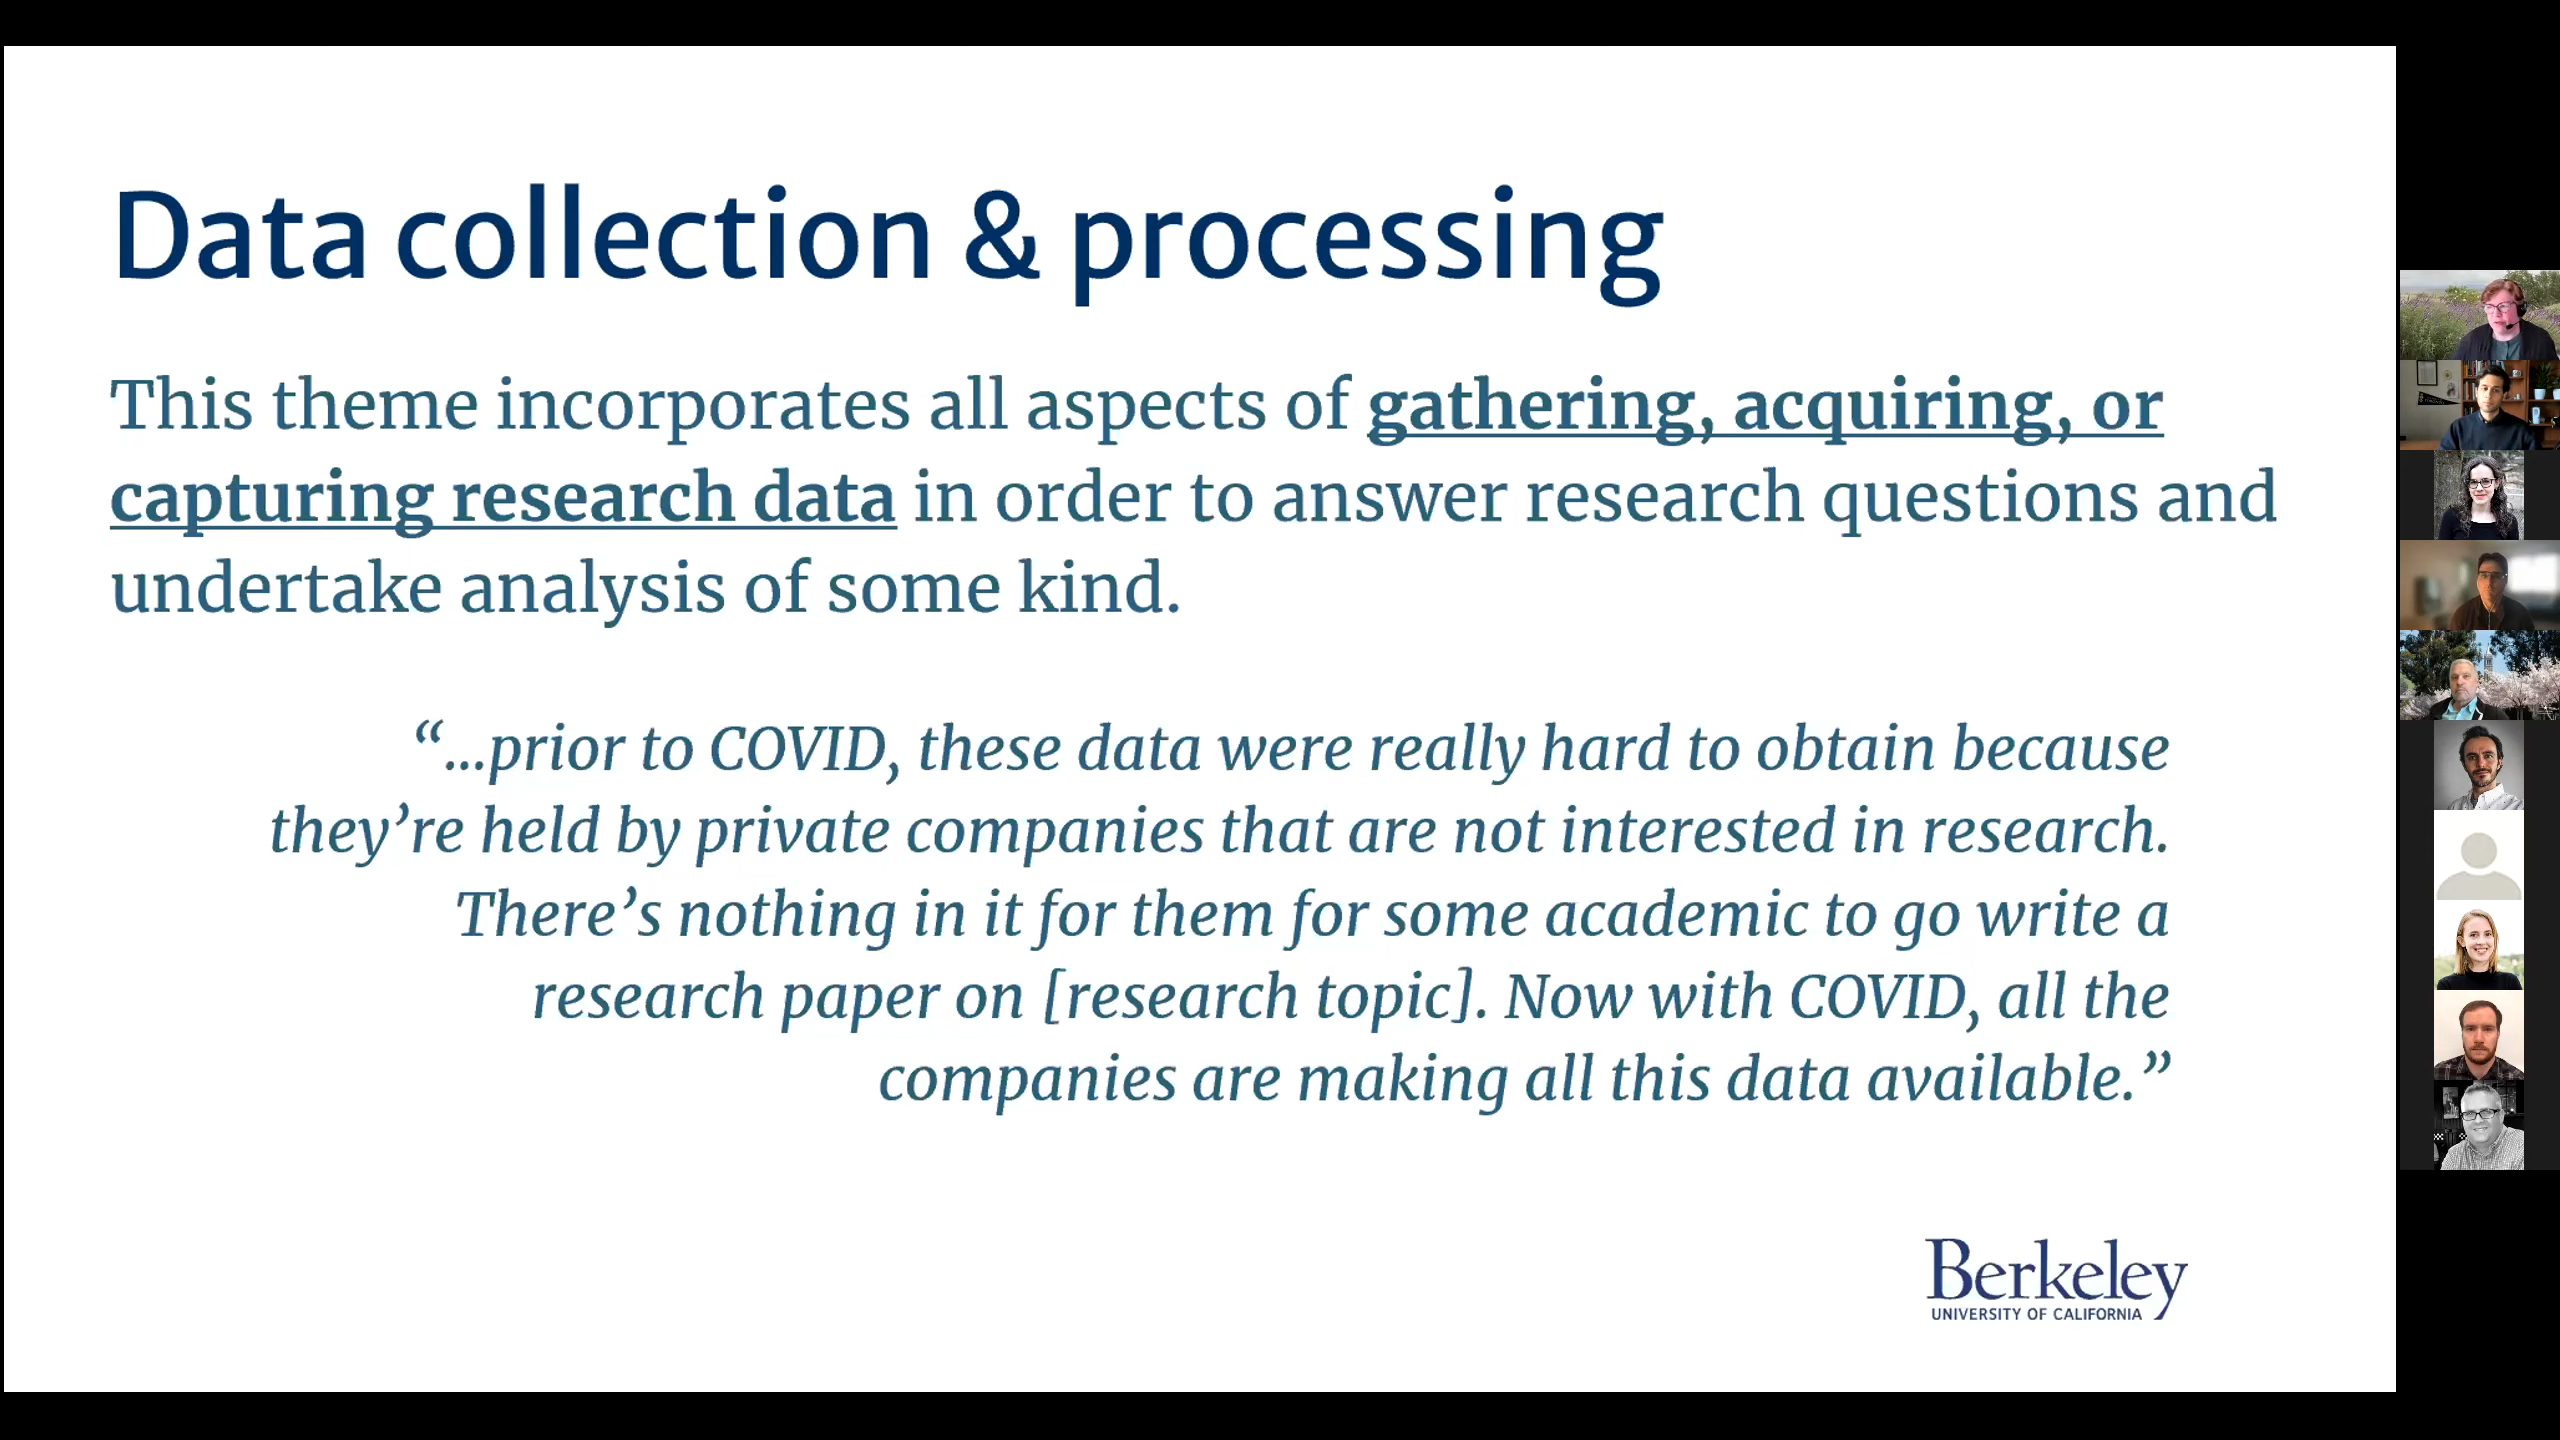 Data collection & processing
This theme incorporates all aspects of gathering, acquiring, or
capturing research data in order to answer research questions and
undertake analysis of some kind.
“...prior to COVID, these data were really hard to obtain because
they’re held by private companies that are not interested in research.
There’s nothing in it for them for some academic to go write a
research paper on [research topic]. Now with COVID, all the
companies are making all this data available.”
Berkeley
UNIVERSITY OF CALIFORNIA